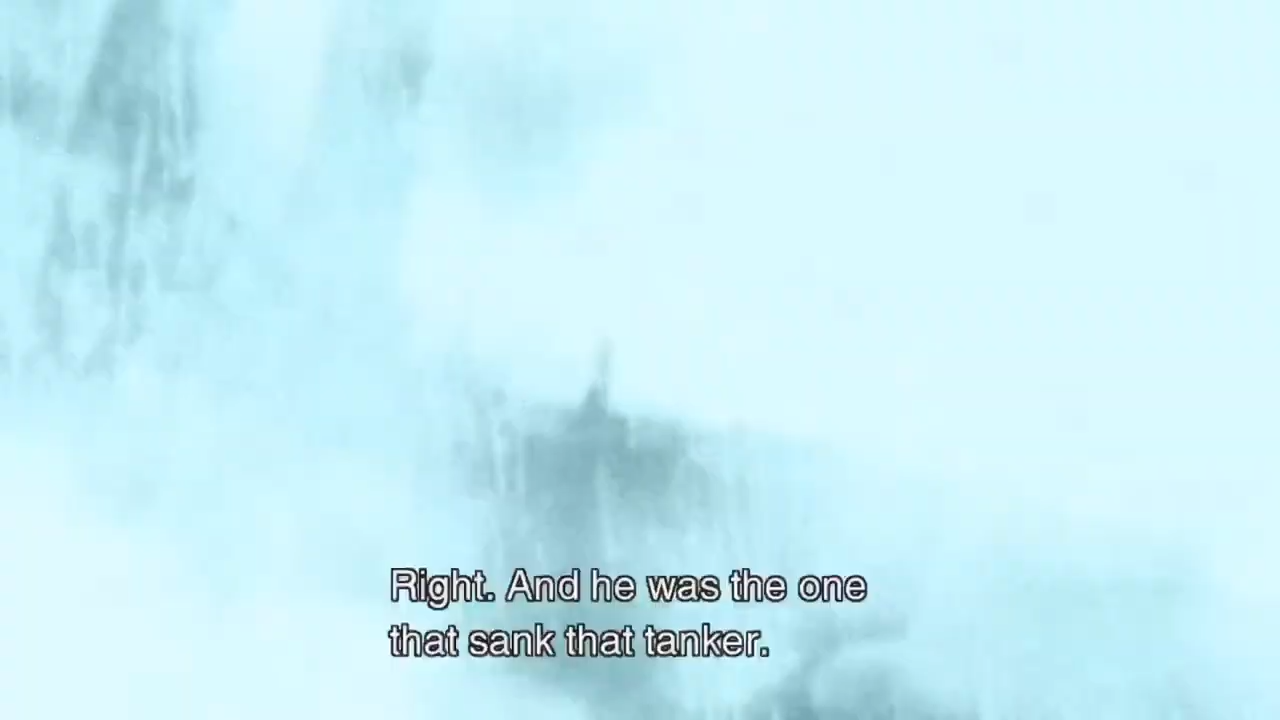 Right. And he was the one
that sank that tanker.